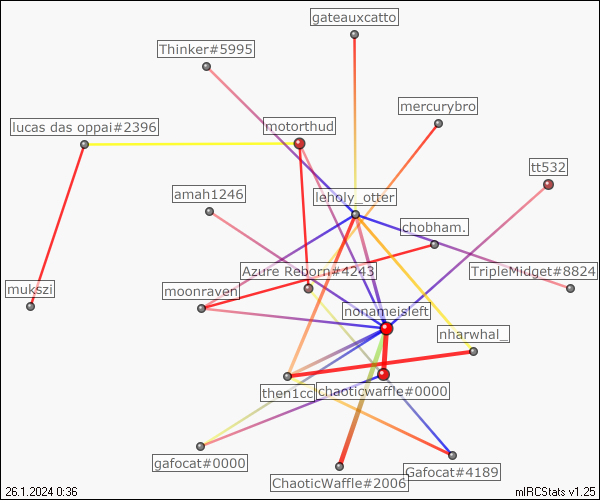 gateauxcatto
Thinker#5995
mercurybro
lucas das oppai#2396
motorthud
tt532
amah1246
leholy_otter
chobham.
Azure Reborn#4243
TripleMidget#8824
mukszi
moonraven
nonameisleft
nharwhal_
then1cc
chaoticwaffle#0000
gafocat#0000
Gafocat#4189
ChaoticWaffle#2006
26.1.2024 0:36
mIRCStats v1.25